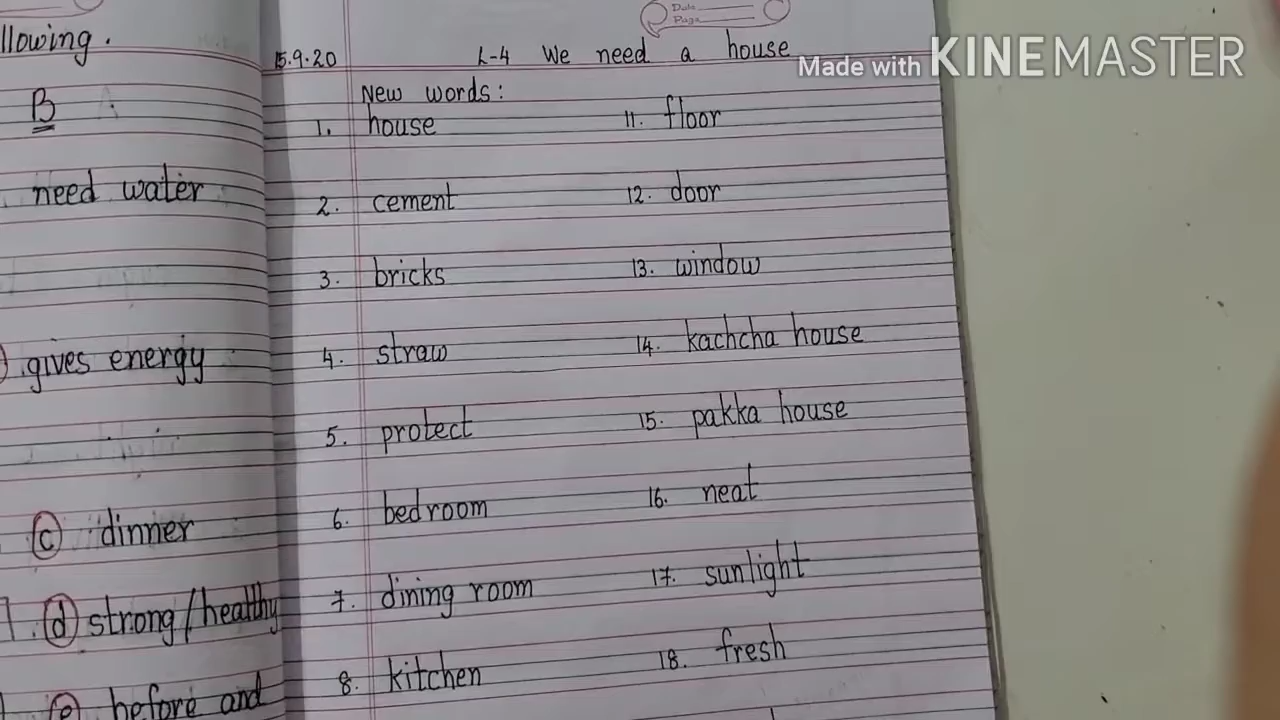 llowing.
B
need water
gives energy
c dinner
d strong/healthy
e before and
Date
Page
15.9.20
L-4 We need a house
New words:
1. house
2. cement
3. bricks
4. straw
5. protect
6. bedroom
7. dining room
8. kitchen
11. floor
12. door
13. window
14. kachcha house
15. pakka house
16. neat
17. sunlight
18. fresh
Made with KINEMASTER